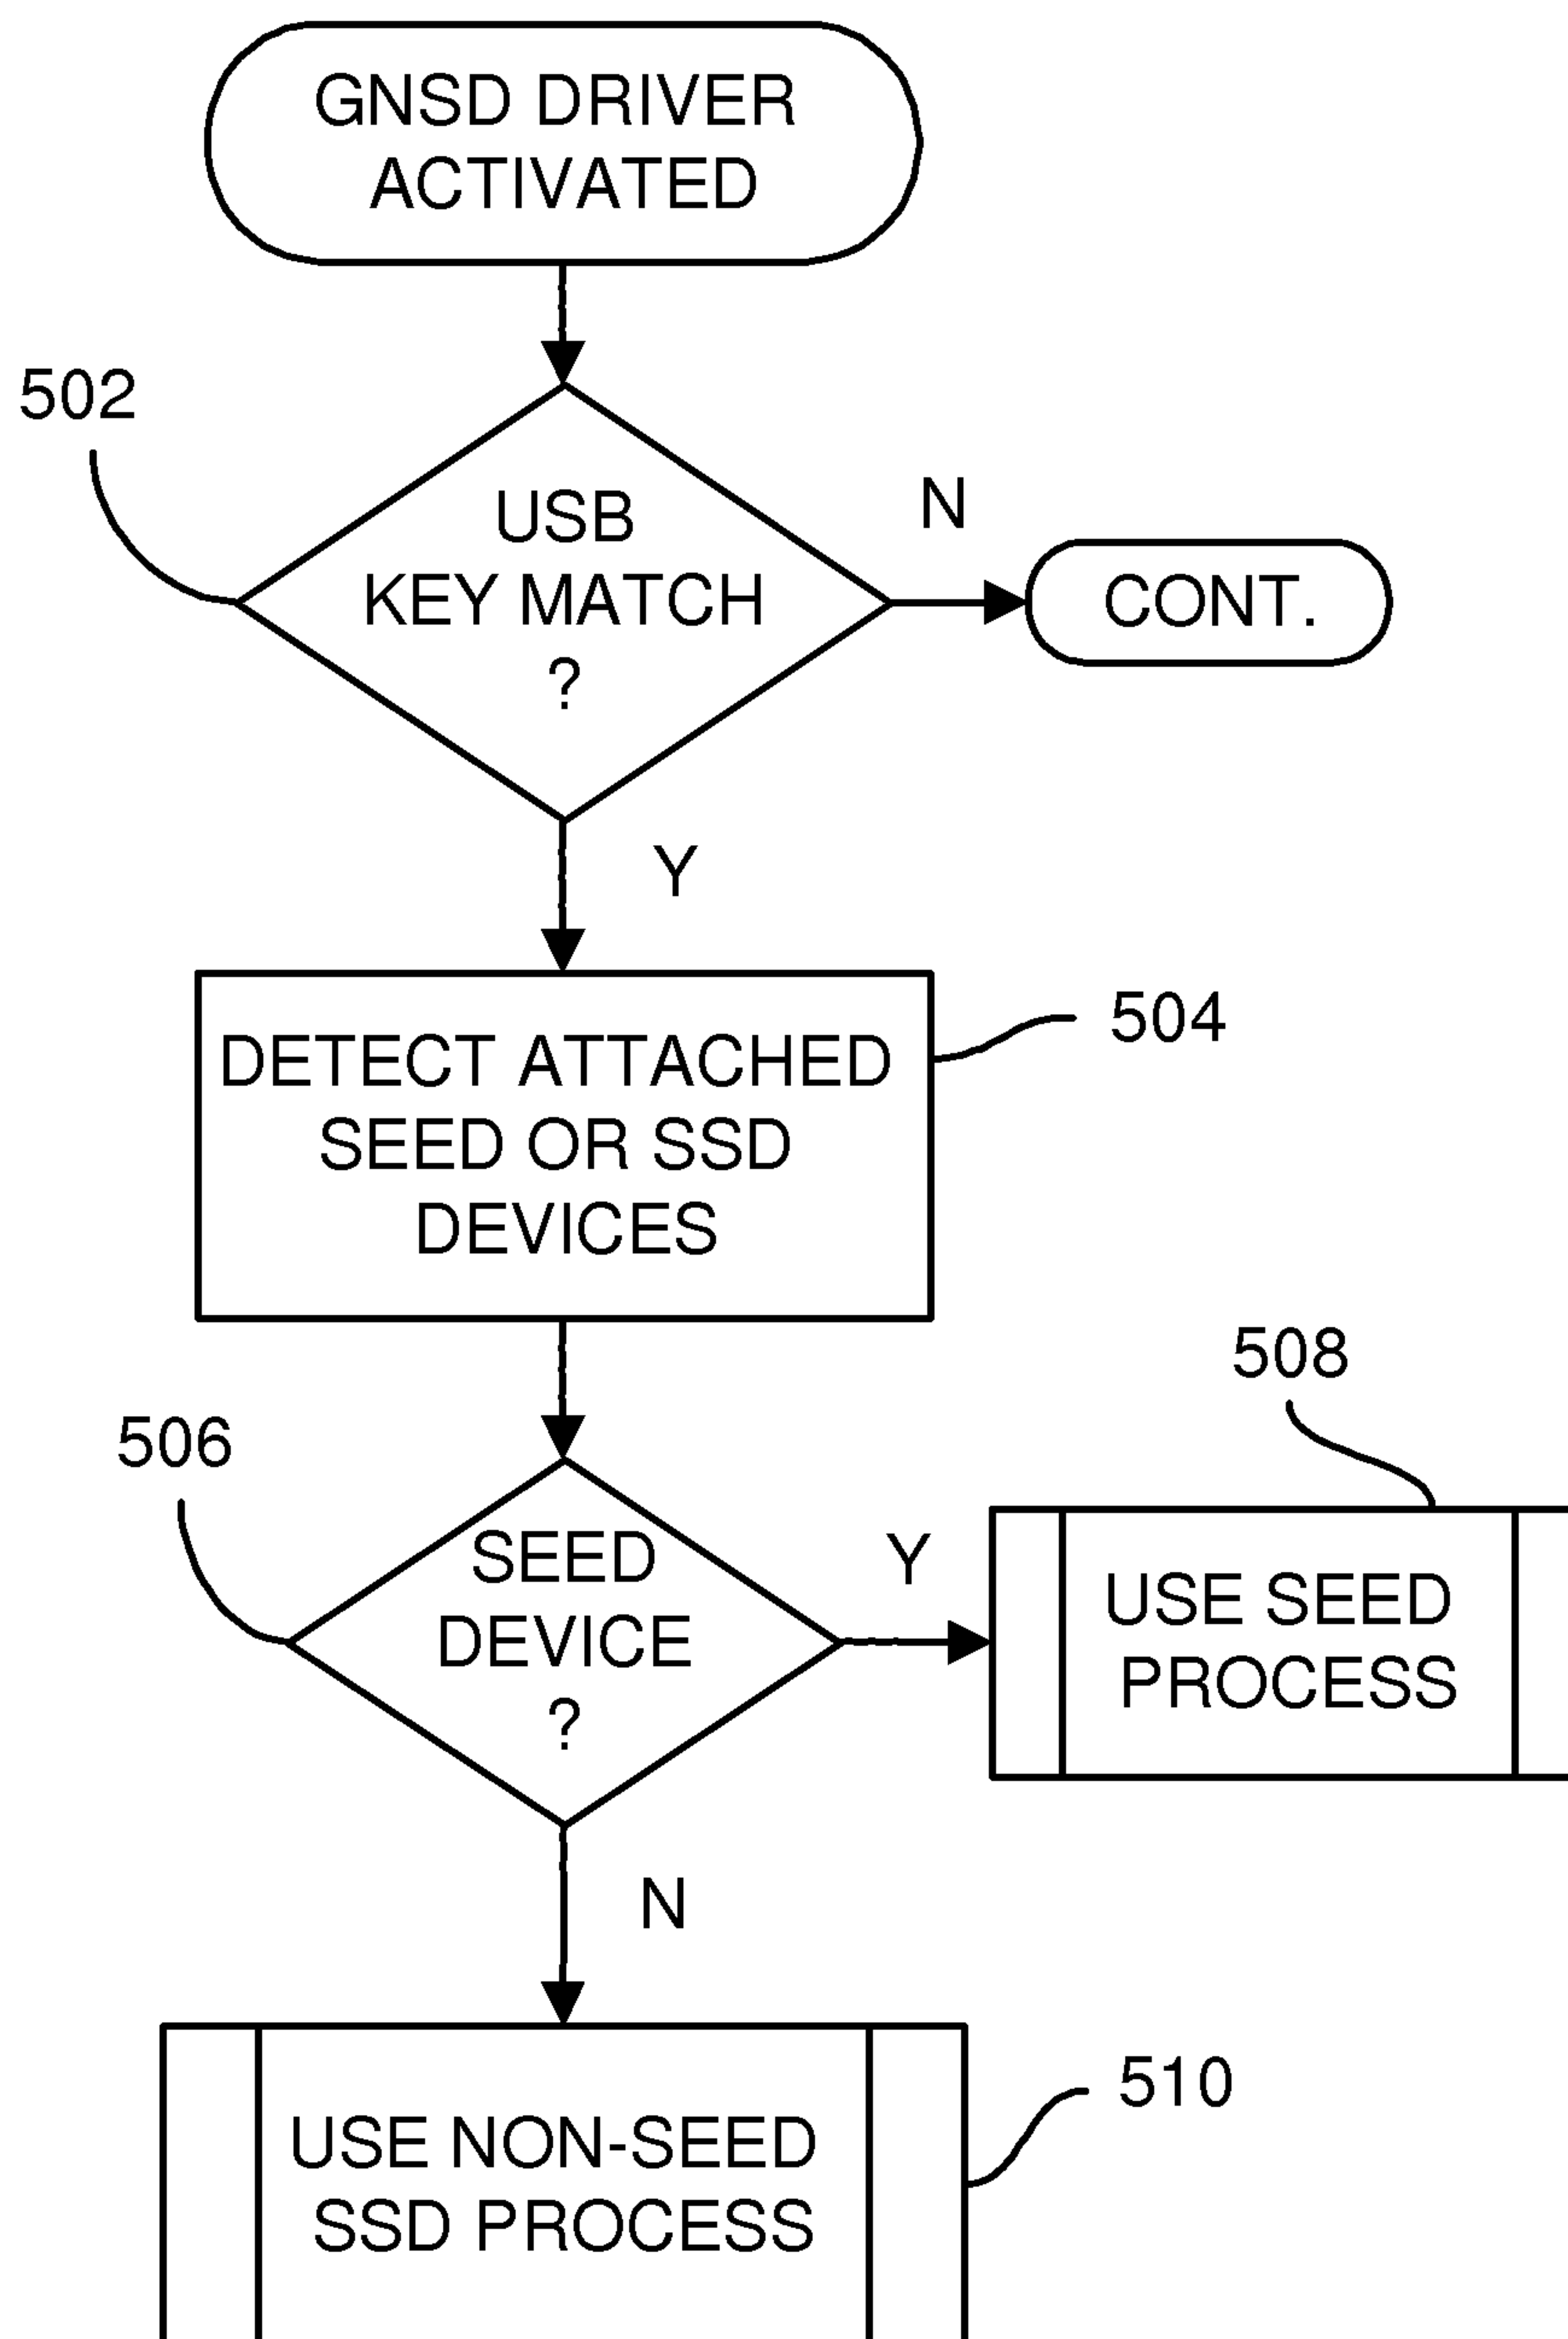 GNSD DRIVER
ACTIVATED
502
USB
KEY MATCH
?
N
CONT.
Y
DETECT ATTACHED
SEED OR SSD
DEVICES
504
506
SEED
DEVICE
?
Y
508
USE SEED
PROCESS
N
USE NON-SEED
SSD PROCESS
510